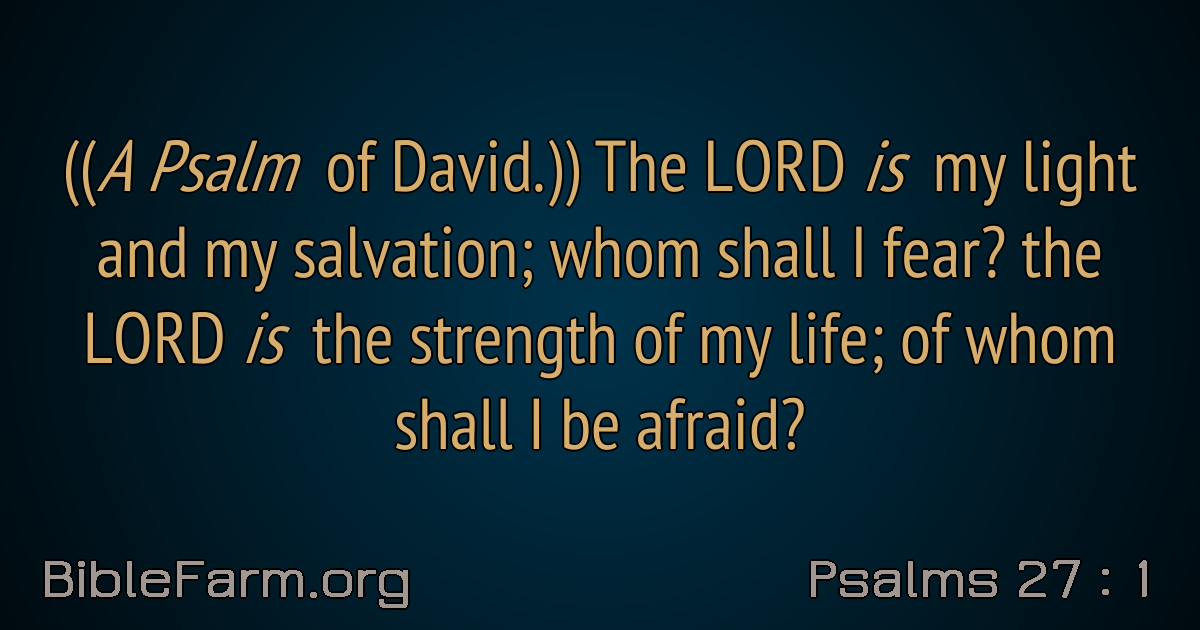 ((A Psalm of David.)) The LORD is my light
and my salvation; whom shall I fear? the
LORD is the strength of my life; of whom
shall I be afraid?
BibleFarm.org
Psalms 27 : 1